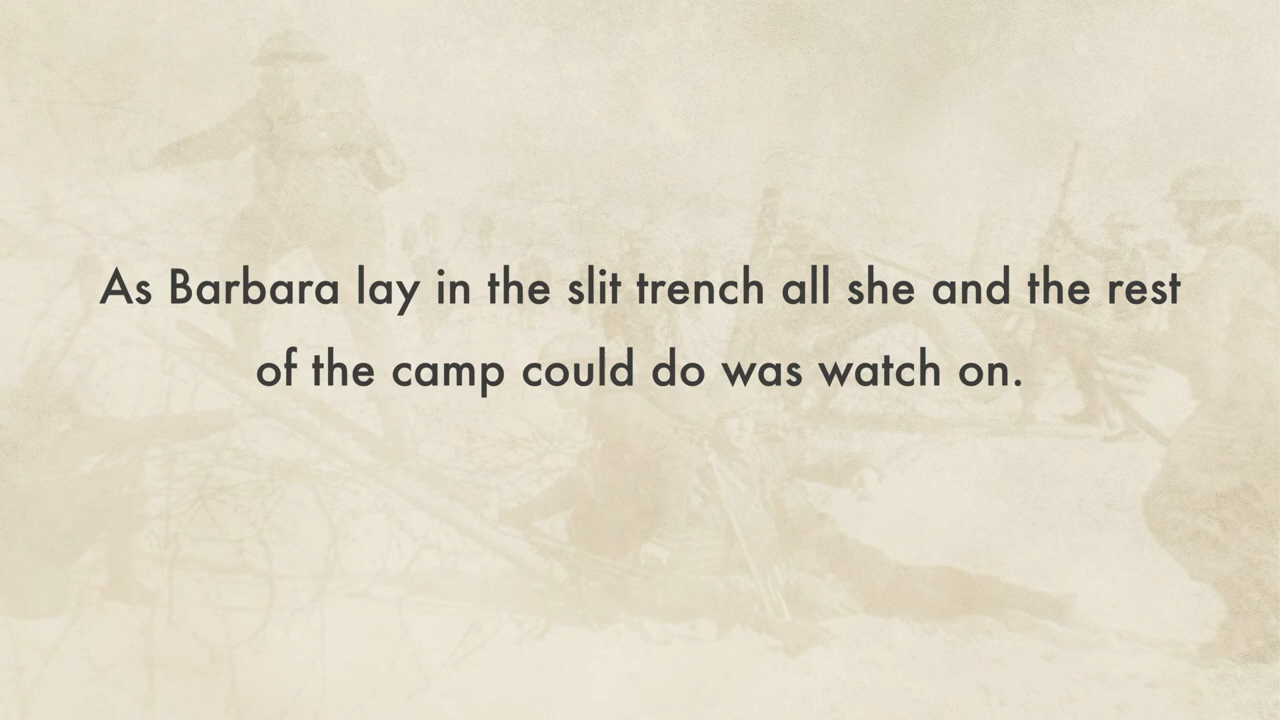 As Barbara lay in the slit trench all she and the rest
of the camp could do was watch on.